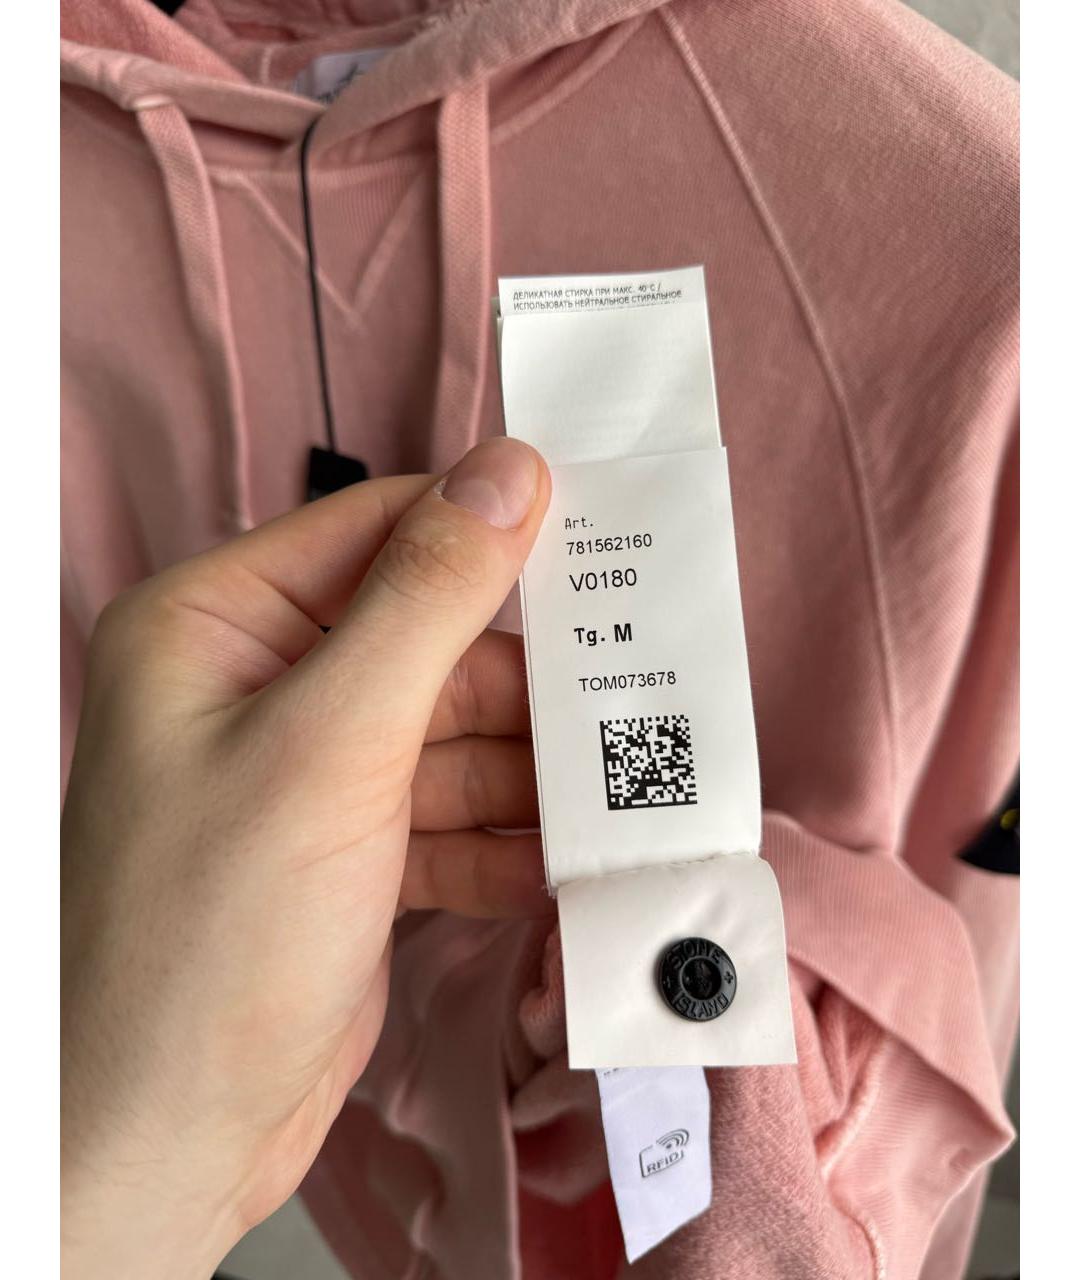 ДЕЛИКАТНАЯ СТИРКА ПРИ МАКС. 40°C /
ИСПОЛЬЗОВАТЬ НЕЙТРАЛЬНОЕ СТИРАЛЬНОЕ
Art.
781562160
V0180
Tg. M
TOM073678
STONE
ISLAND
RFID